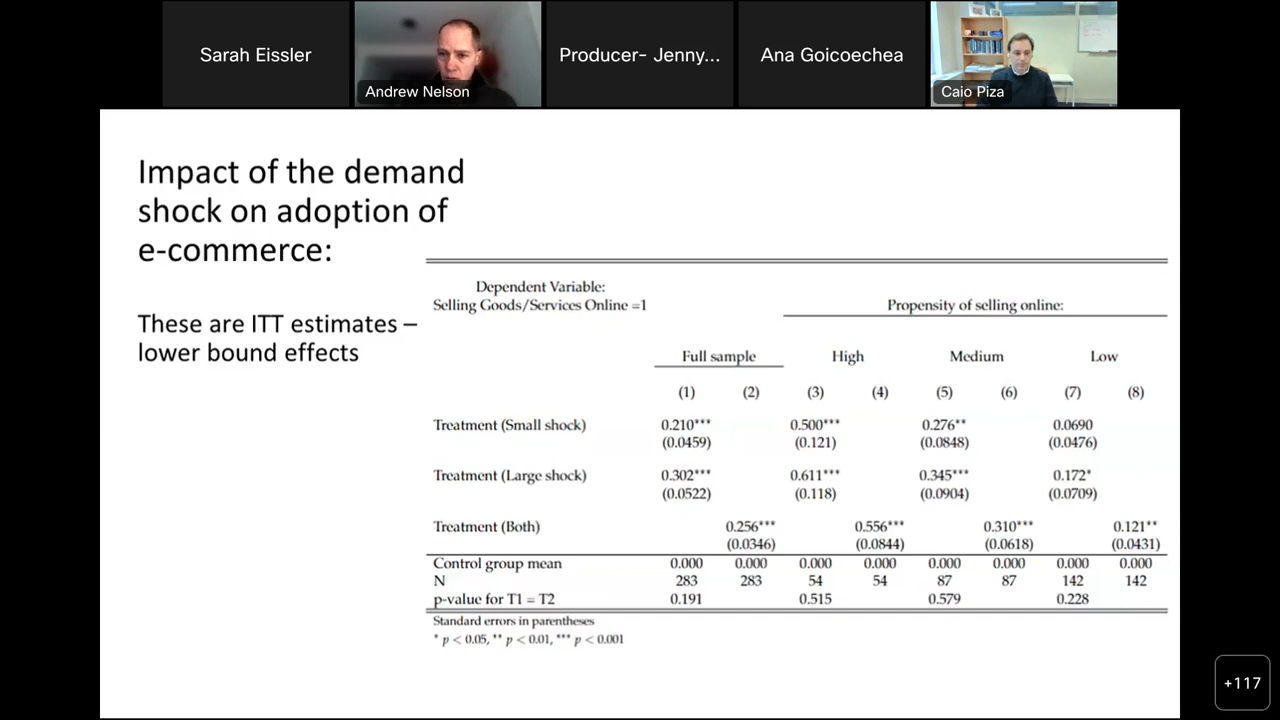 Sarah Eissler
Andrew Nelson
Producer- Jenny...
Ana Goicoechea
Caio Piza
Impact of the demand
shock on adoption of
e-commerce:
These are ITT estimates –
lower bound effects
Dependent Variable:
Selling Goods/Services Online =1
Propensity of selling online:
Full sample High Medium Low
(1) (2) (3) (4) (5) (6) (7) (8)
Treatment (Small shock) 0.210*** 0.500*** 0.276** 0.0690
(0.0459) (0.121) (0.0848) (0.0476)
Treatment (Large shock) 0.302*** 0.611*** 0.345*** 0.172*
(0.0522) (0.118) (0.0904) (0.0709)
Treatment (Both) 0.256*** 0.556*** 0.310*** 0.121**
(0.0346) (0.0844) (0.0618) (0.0431)
Control group mean 0.000 0.000 0.000 0.000 0.000 0.000 0.000 0.000
N 283 283 54 54 87 87 142 142
p-value for T1 = T2 0.191 0.515 0.579 0.228
Standard errors in parentheses
* p < 0.05, ** p < 0.01, *** p < 0.001
+117